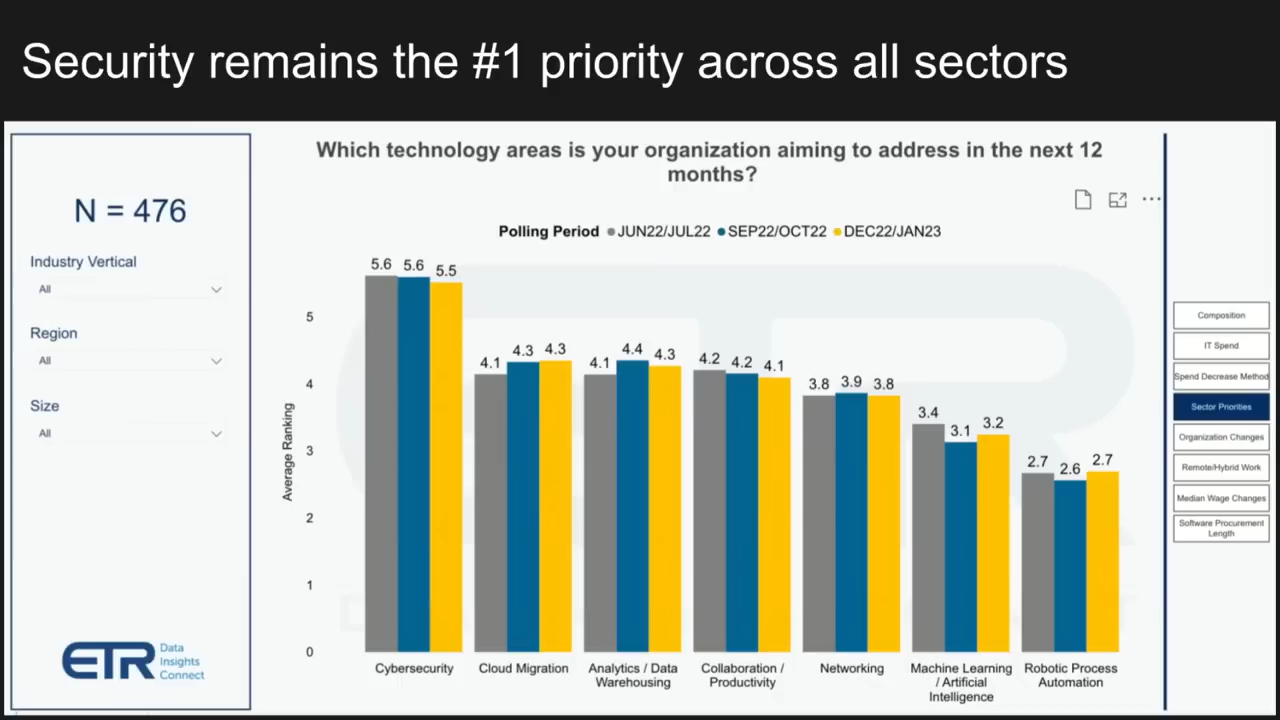 Security remains the #1 priority across all sectors
N = 476
Industry Vertical
All
Region
All
Size
All
ETR
Data
Insights
Connect
Which technology areas is your organization aiming to address in the next 12
months?
Polling Period JUN22/JUL22 SEP22/OCT22 DEC22/JAN23
Average Ranking
5
4
3
2
1
0
5.6 5.6 5.5
4.1 4.3 4.3
4.1 4.4 4.3
4.2 4.2 4.1
3.8 3.9 3.8
3.4 3.1 3.2
2.7 2.6 2.7
Cybersecurity
Cloud Migration
Analytics / Data
Warehousing
Collaboration /
Productivity
Networking
Machine Learning
/ Artificial
Intelligence
Robotic Process
Automation
Composition
IT Spend
Spend Decrease Method
Sector Priorities
Organization Changes
Remote/Hybrid Work
Median Wage Changes
Software Procurement
Length